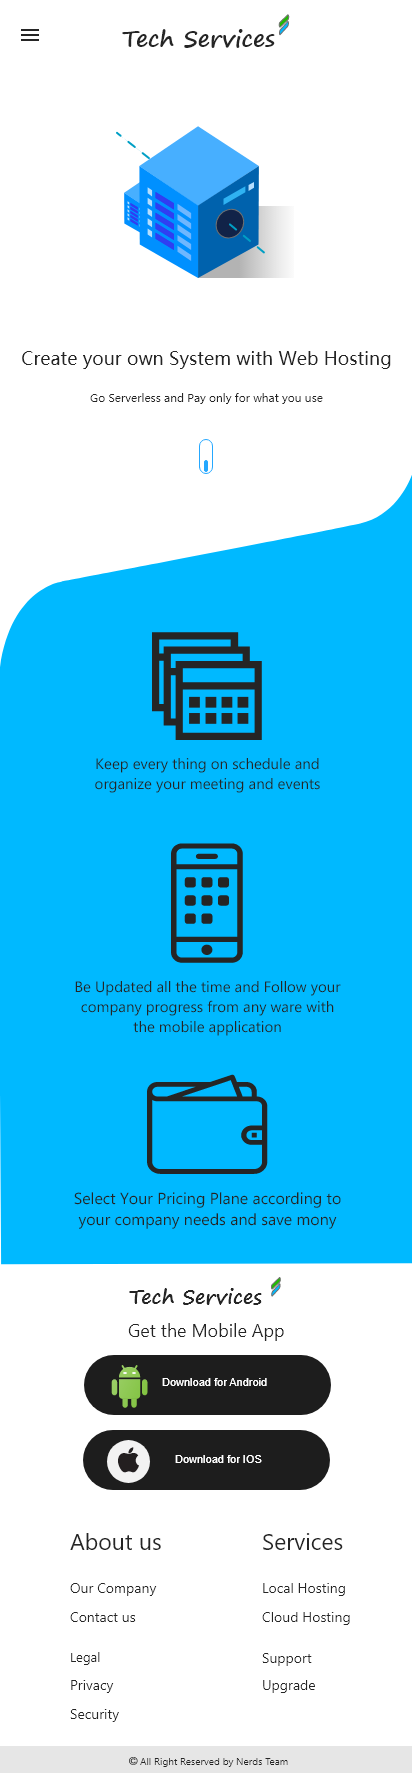 Tech Services
Create your own System with Web Hosting
Go Serverless and Pay only for what you use
Keep every thing on schedule and
organize your meeting and events
Be Updated all the time and Follow your
company progress from any ware with
the mobile application
Select Your Pricing Plane according to
your company needs and save mony
Tech Services
Get the Mobile App
Download for Android
Download for IOS
About us
Our Company
Contact us
Legal
Privacy
Security
Services
Local Hosting
Cloud Hosting
Support
Upgrade
© All Right Reserved by Nerds Team